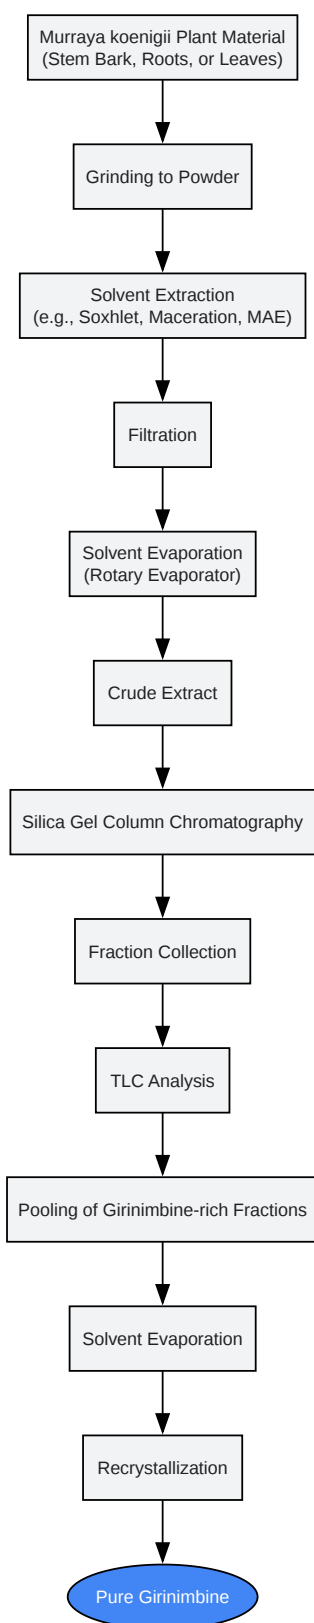 Murraya koenigii Plant Material
(Stem Bark, Roots, or Leaves)
Grinding to Powder
Solvent Extraction
(e.g., Soxhlet, Maceration, MAE)
Filtration
Solvent Evaporation
(Rotary Evaporator)
Crude Extract
Silica Gel Column Chromatography
Fraction Collection
TLC Analysis
Pooling of Girinimbine-rich Fractions
Solvent Evaporation
Recrystallization
Pure Girinimbine